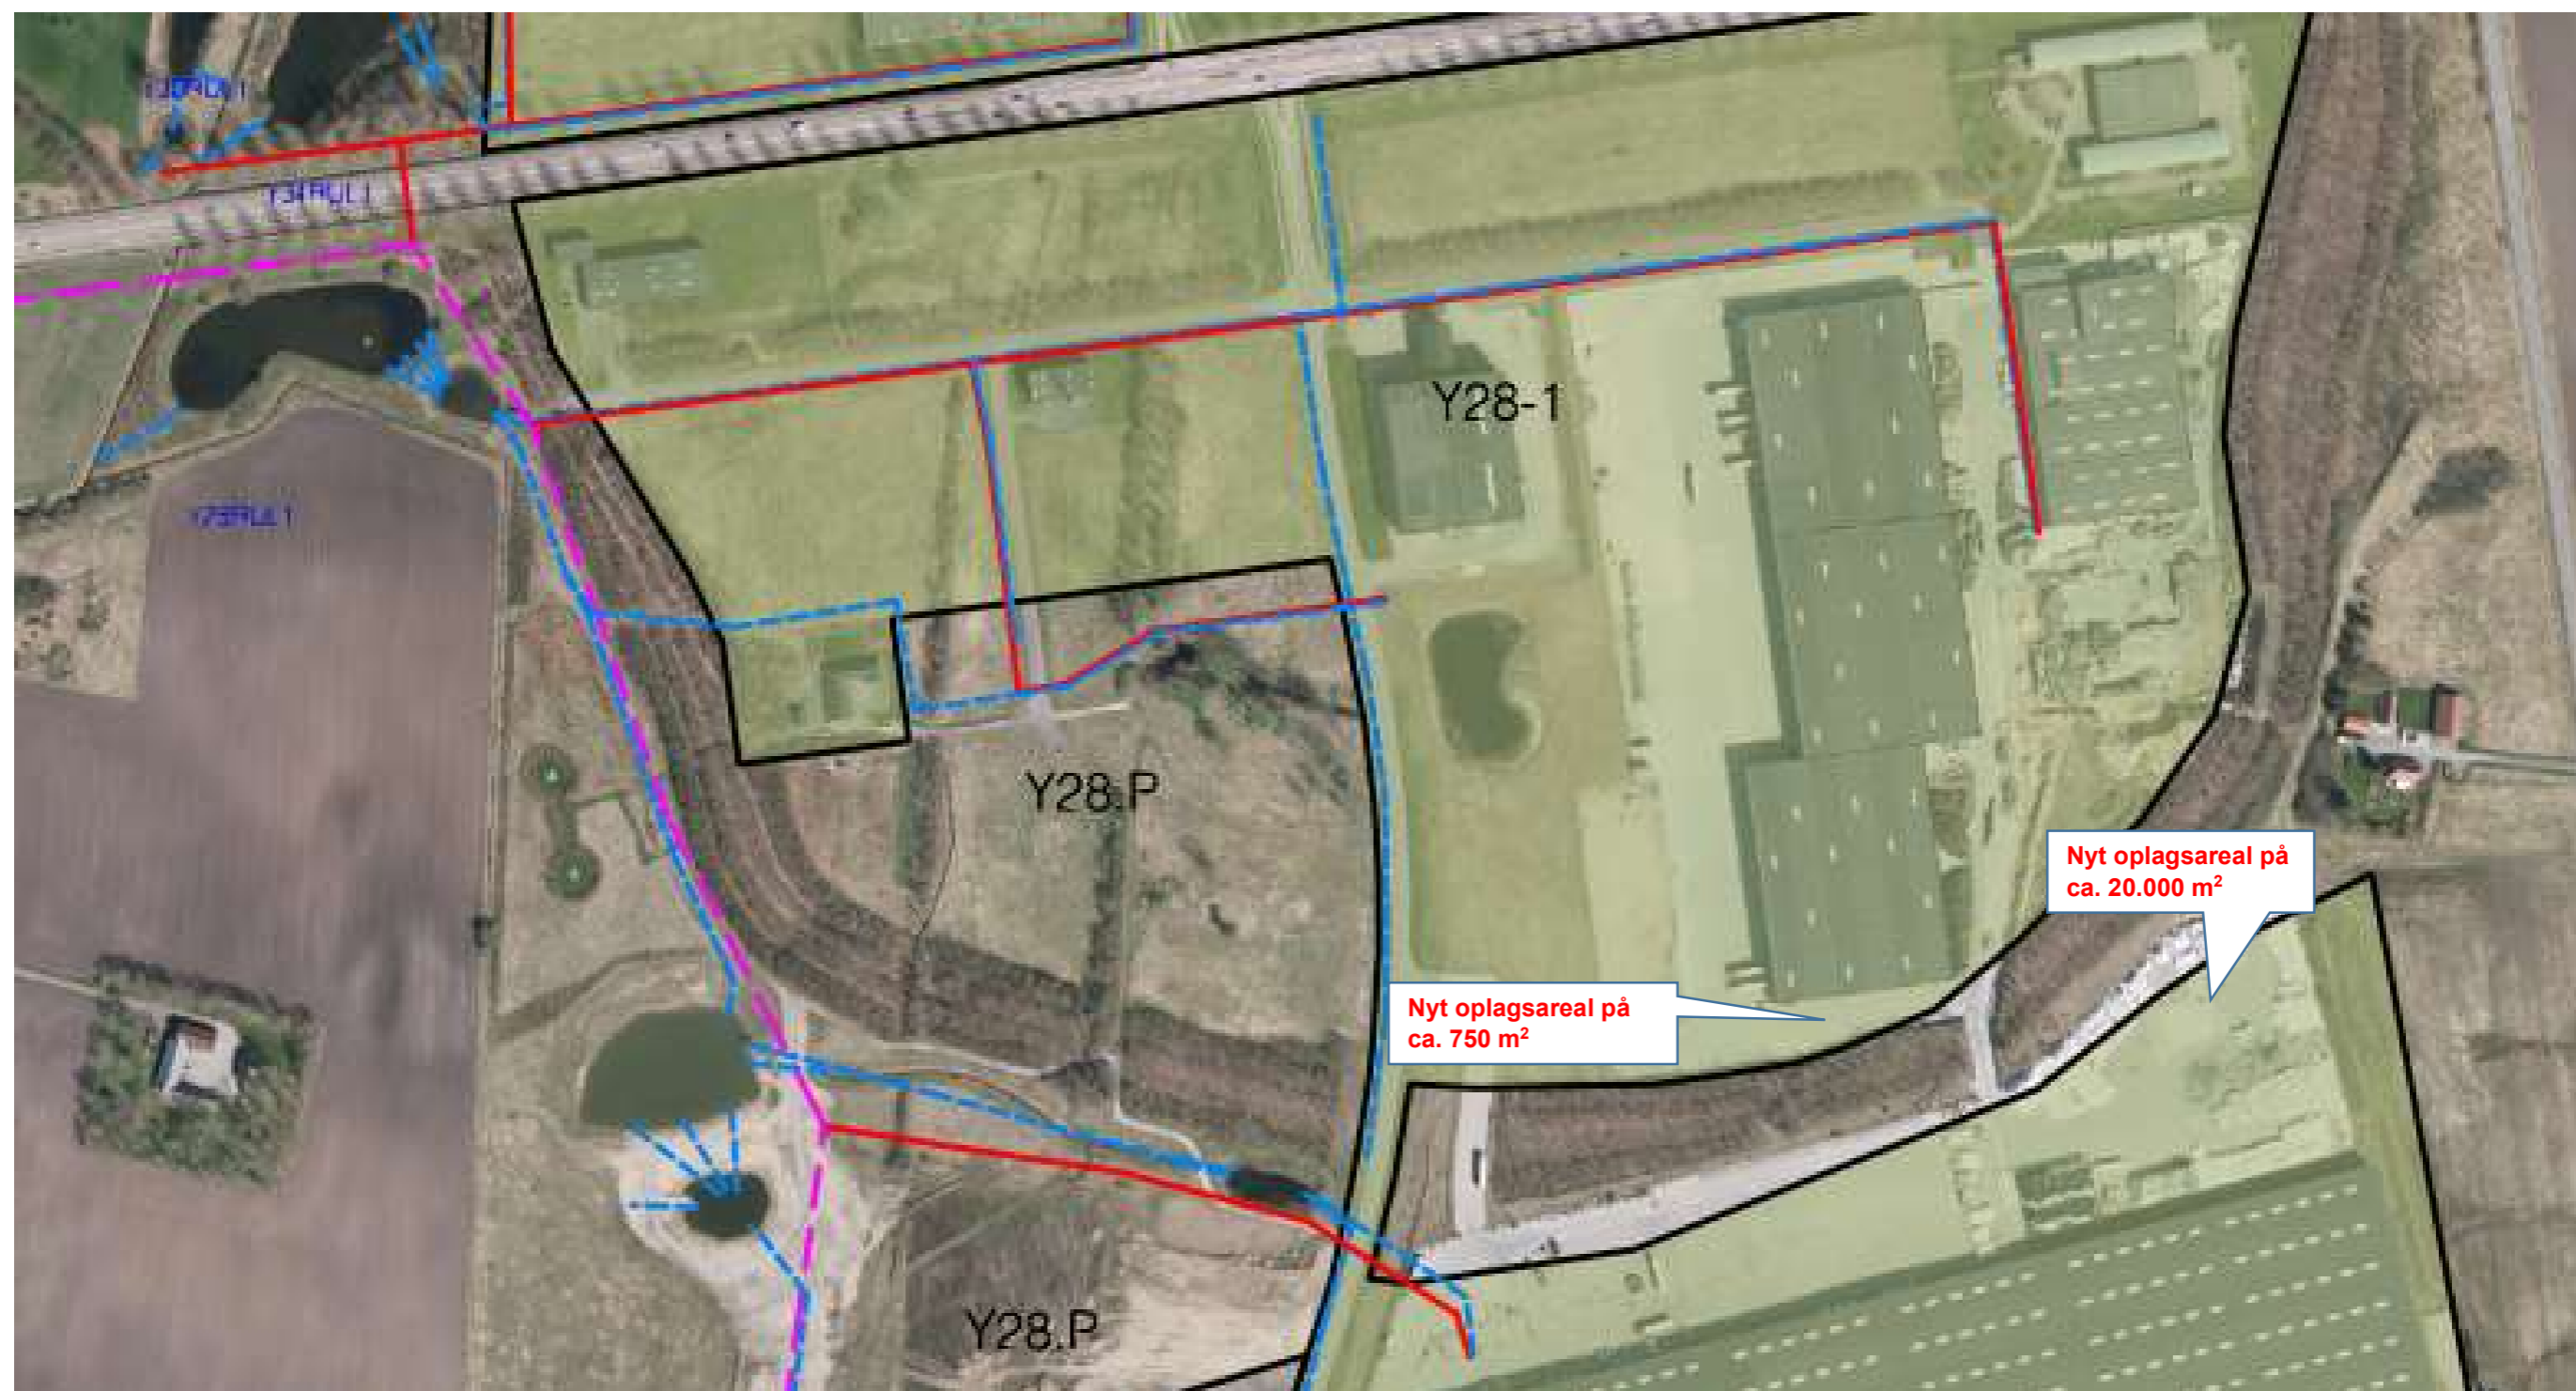 Y28-1
Y28.P
Nyt oplagsareal på
ca. 20.000 m²
Nyt oplagsareal på
ca. 750 m²
Y28.P